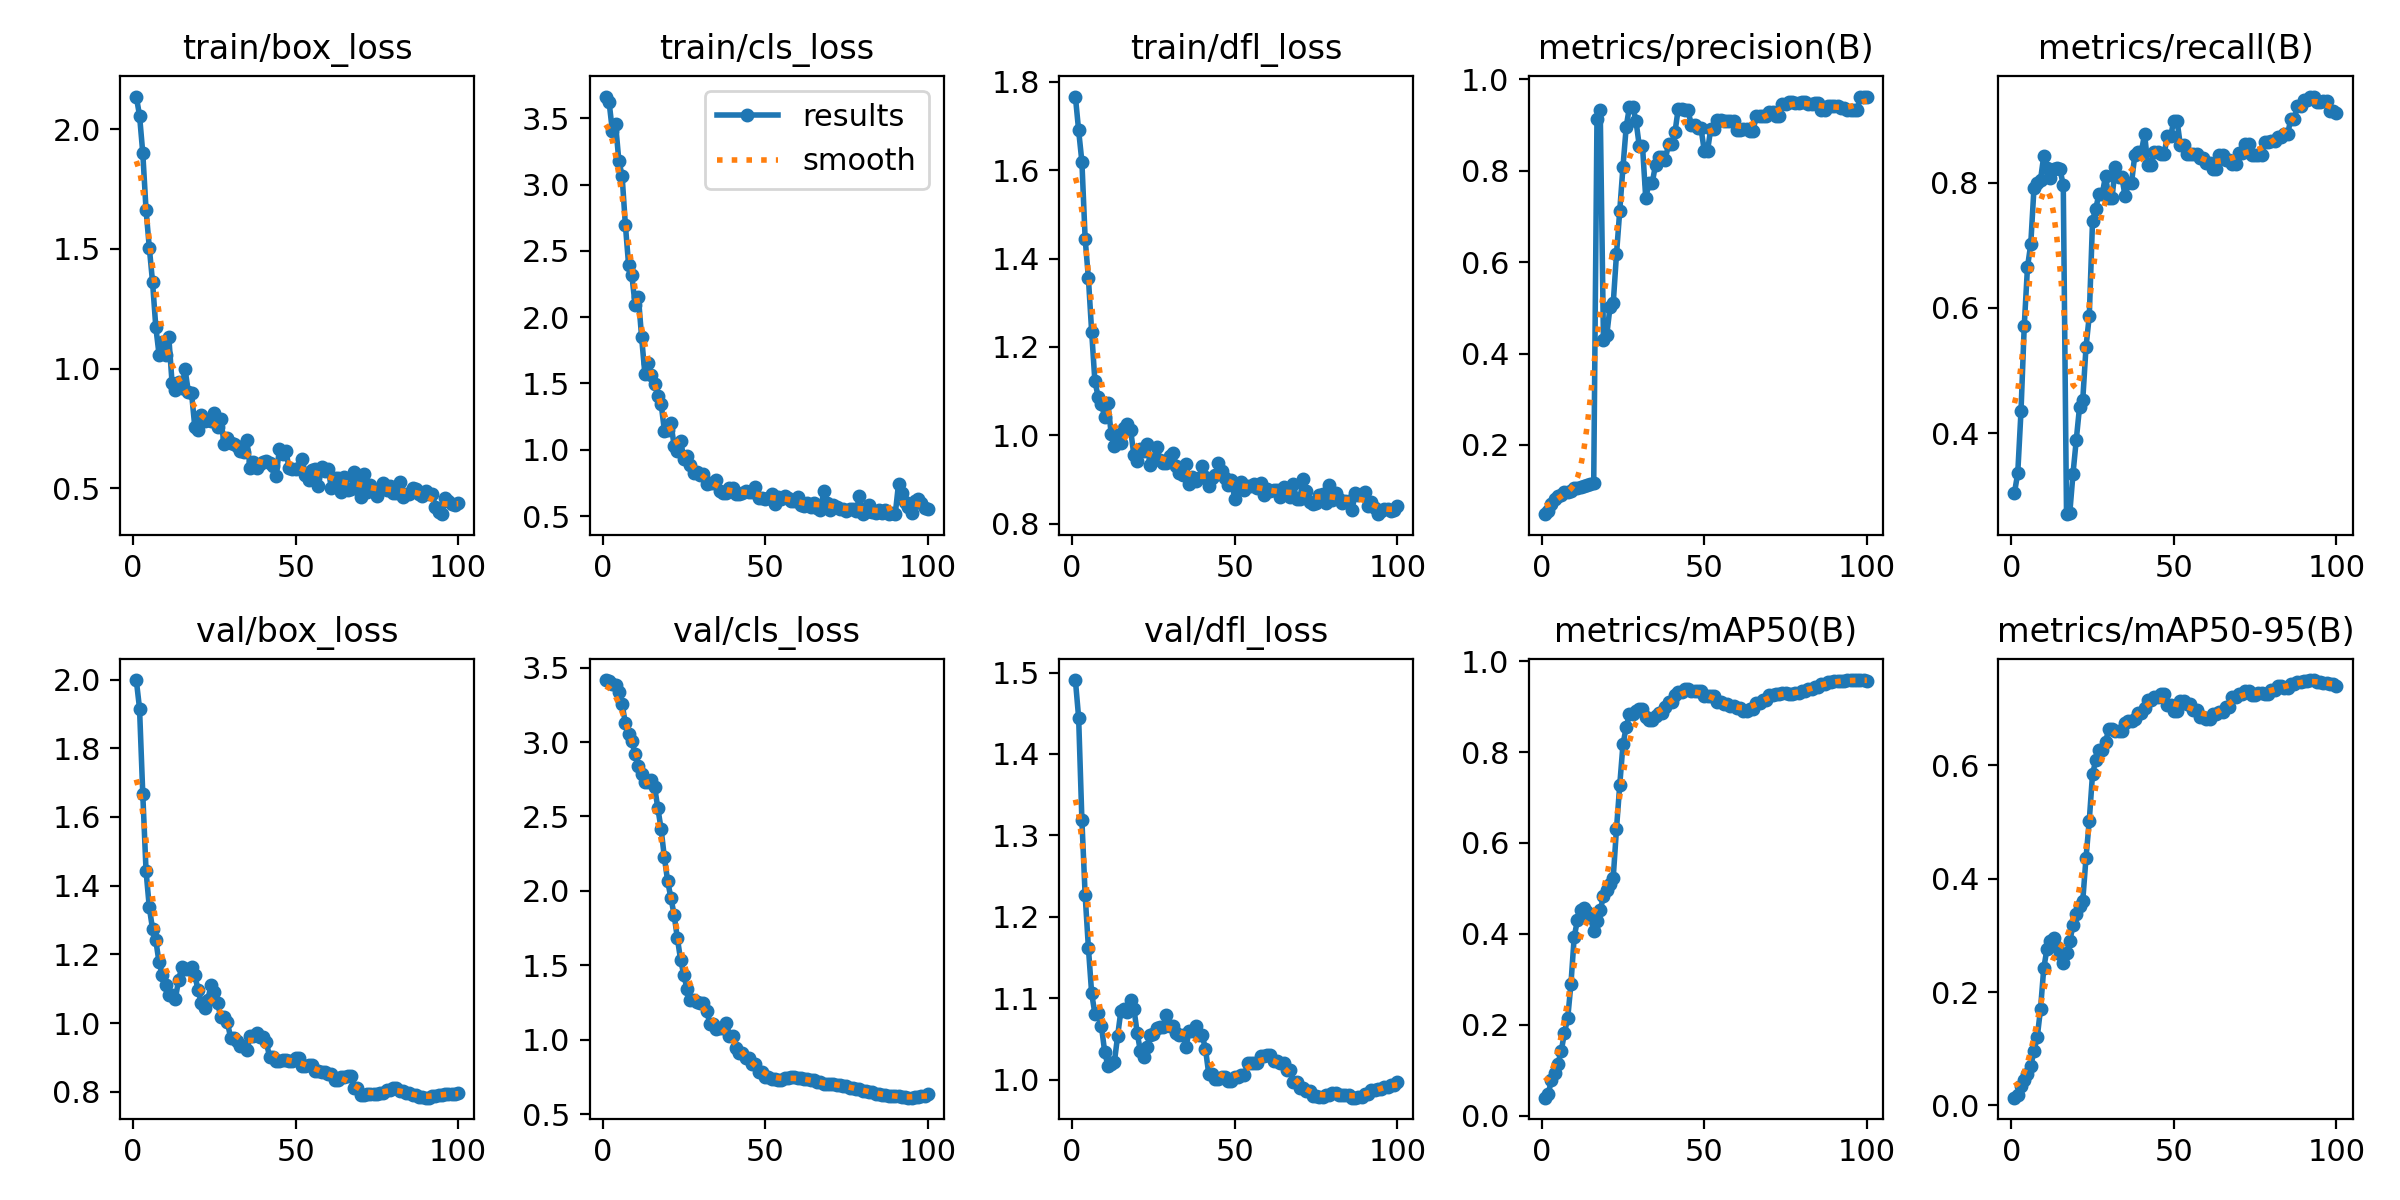 train/box_loss
2.0
1.5
1.0
0.5
0 50 100
train/cls_loss
results
smooth
3.5
3.0
2.5
2.0
1.5
1.0
0.5
0 50 100
train/dfl_loss
1.8
1.6
1.4
1.2
1.0
0.8
0 50 100
metrics/precision(B)
1.0
0.8
0.6
0.4
0.2
0 50 100
metrics/recall(B)
0.8
0.6
0.4
0 50 100
val/box_loss
2.0
1.8
1.6
1.4
1.2
1.0
0.8
0 50 100
val/cls_loss
3.5
3.0
2.5
2.0
1.5
1.0
0.5
0 50 100
val/dfl_loss
1.5
1.4
1.3
1.2
1.1
1.0
0 50 100
metrics/mAP50(B)
1.0
0.8
0.6
0.4
0.2
0.0
0 50 100
metrics/mAP50-95(B)
0.6
0.4
0.2
0.0
0 50 100